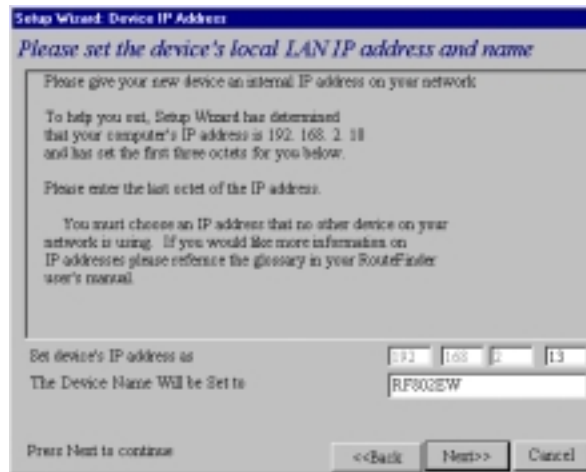 Setup Wizard: Device IP Address
Please set the device's local LAN IP address and name
Please give your new device an internal IP address on your network
To help you out, Setup Wizard has determined
that your computer's IP address is 192. 168. 2. 10
and has set the first three octets for you below.
Please enter the last octet of the IP address.
You must choose an IP address that no other device on your
network is using. If you would like more information on
IP addresses please refernce the glossary in your RouteFinder
user's manual.
Set device's IP address as 192 168 2 13
The Device Name Will be Set to RF802EW
Press Next to continue <<Back Next>> Cancel